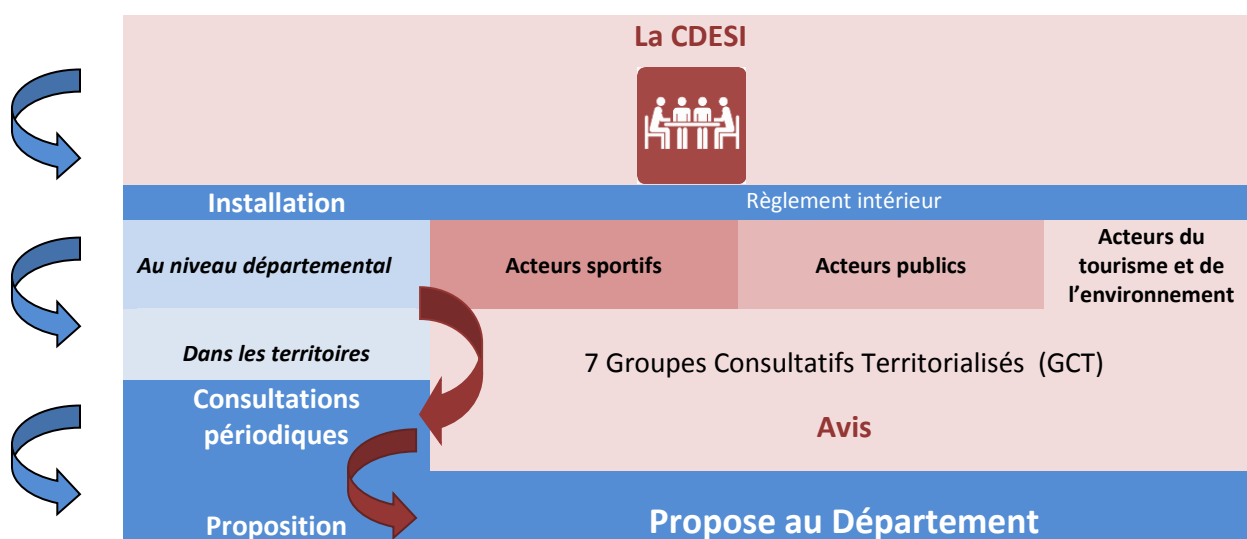 La CDESI
Installation
Règlement intérieur
Au niveau départemental
Acteurs sportifs
Acteurs publics
Acteurs du
tourisme et de
l’environnement
Dans les territoires
7 Groupes Consultatifs Territorialisés (GCT)
Consultations
périodiques
Avis
Proposition
Propose au Département